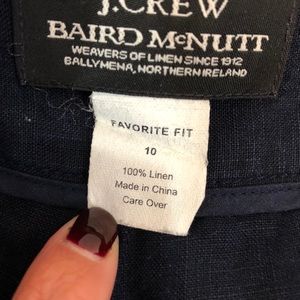 J.CREW
BAIRD McNUTT
WEAVERS OF LINEN SINCE 1912
BALLYMENA, NORTHERN IRELAND
FAVORITE FIT
10
100% Linen
Made in China
Care Over